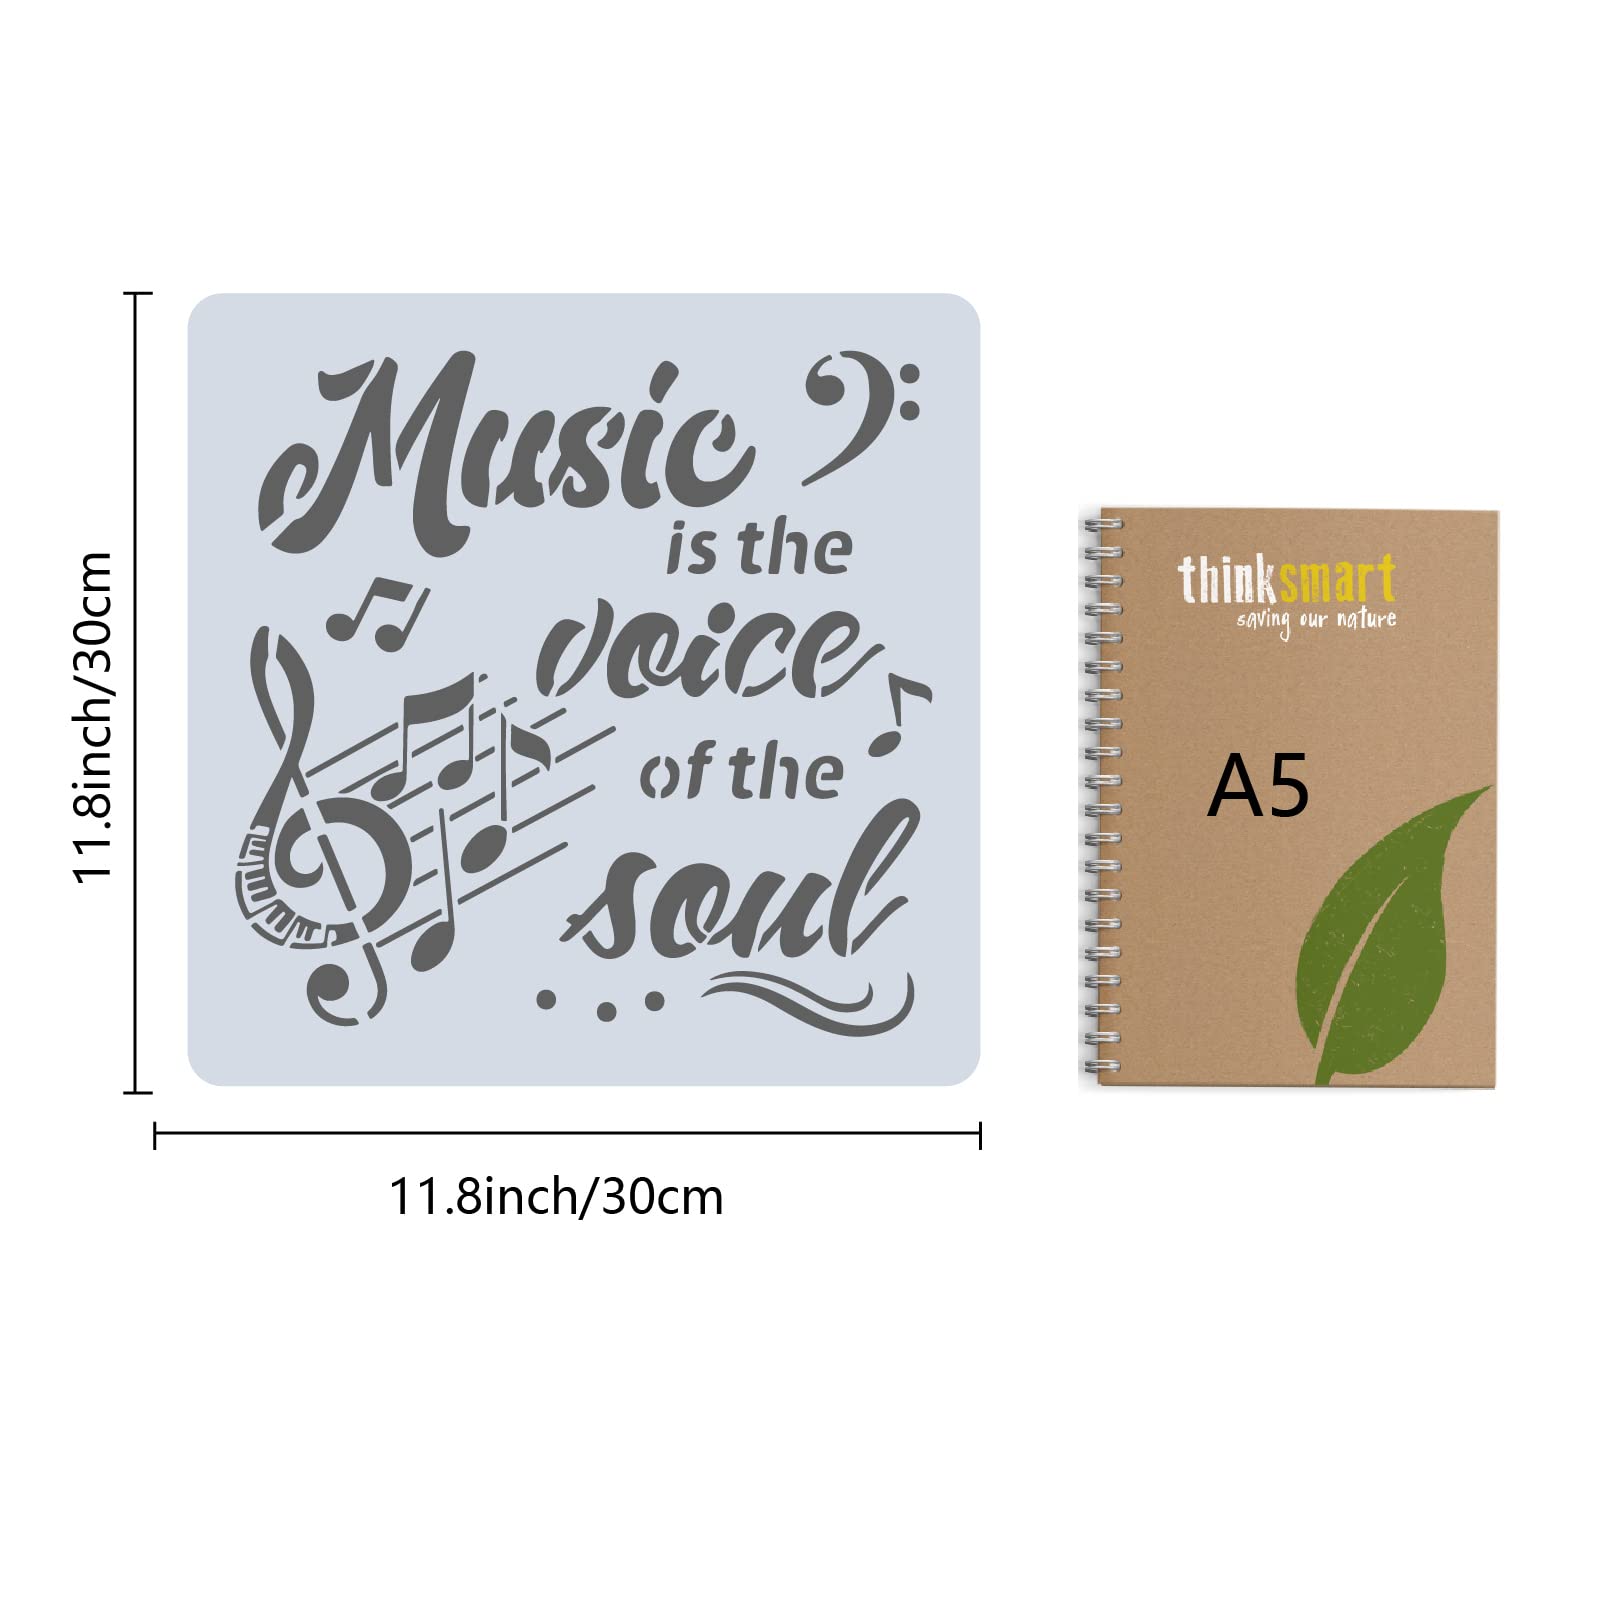 Music
is the
voice
of the
soul
11.8inch/30cm
11.8inch/30cm
thinksmart
saving our nature
A5